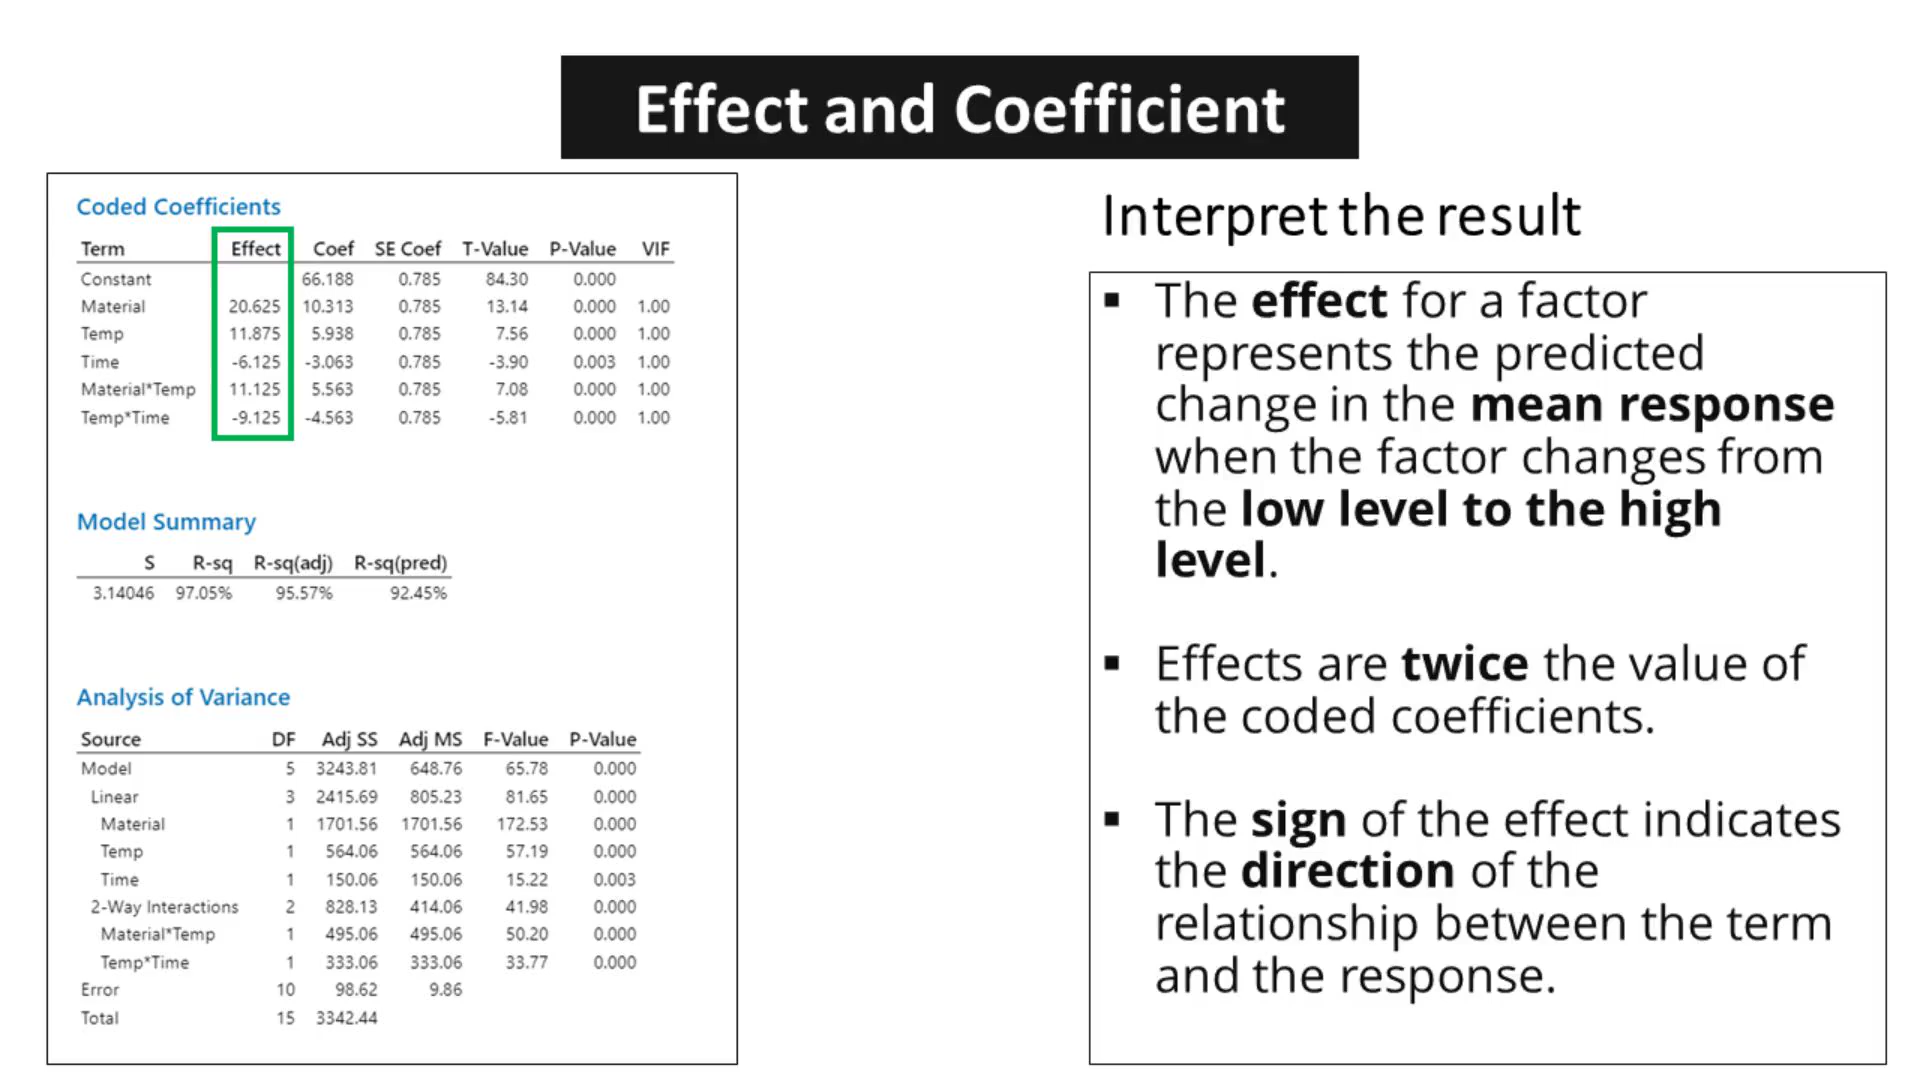 Effect and Coefficient
Coded Coefficients
Term Effect Coef SE Coef T-Value P-Value VIF
Constant 66.188 0.785 84.30 0.000
Material 20.625 10.313 0.785 13.14 0.000 1.00
Temp 11.875 5.938 0.785 7.56 0.000 1.00
Time -6.125 -3.063 0.785 -3.90 0.003 1.00
Material*Temp 11.125 5.563 0.785 7.08 0.000 1.00
Temp*Time -9.125 -4.563 0.785 -5.81 0.000 1.00
Model Summary
S R-sq R-sq(adj) R-sq(pred)
3.14046 97.05% 95.57% 92.45%
Analysis of Variance
Source DF Adj SS Adj MS F-Value P-Value
Model 5 3243.81 648.76 65.78 0.000
Linear 3 2415.69 805.23 81.65 0.000
Material 1 1701.56 1701.56 172.53 0.000
Temp 1 564.06 564.06 57.19 0.000
Time 1 150.06 150.06 15.22 0.003
2-Way Interactions 2 828.13 414.06 41.98 0.000
Material*Temp 1 495.06 495.06 50.20 0.000
Temp*Time 1 333.06 333.06 33.77 0.000
Error 10 98.62 9.86
Total 15 3342.44
Interpret the result
▪ The effect for a factor
represents the predicted
change in the mean response
when the factor changes from
the low level to the high
level.
▪ Effects are twice the value of
the coded coefficients.
▪ The sign of the effect indicates
the direction of the
relationship between the term
and the response.